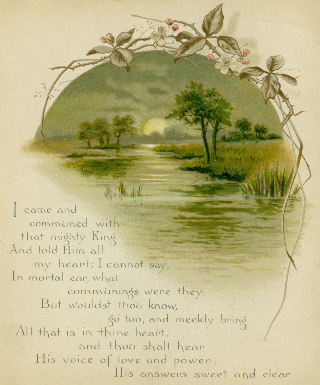 I came and
communed with
that mighty King,
And told Him all
my heart; I cannot say,
In mortal ear, what
communings were they.
But wouldst thou know,
go too, and meekly bring
All that is in thine heart,
and thou shalt hear
His voice of love and power,
His answers sweet and clear